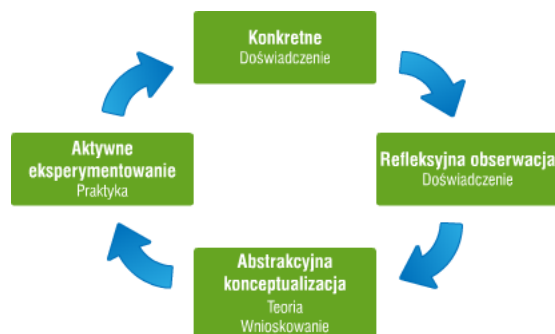 Konkretne
Doświadczenie
Refleksyjna obserwacja
Doświadczenie
Abstrakcyjna
konceptualizacja
Teoria
Wnioskowanie
Aktywne
eksperymentowanie
Praktyka